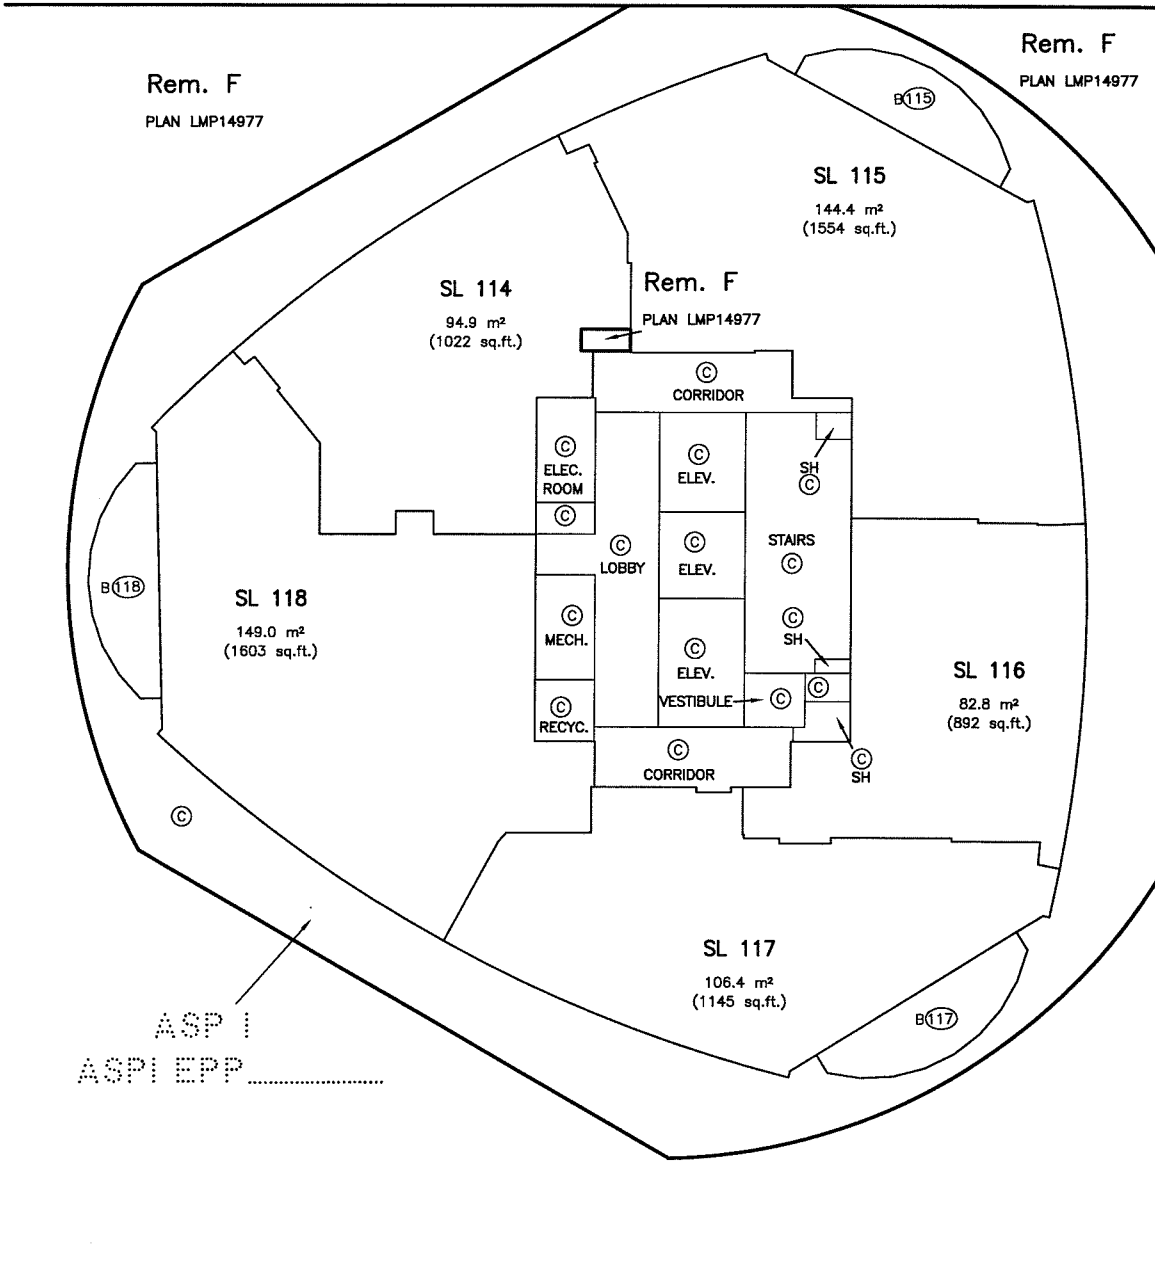 Rem. F
PLAN LMP14977
Rem. F
PLAN LMP14977
B115
SL 115
144.4 m²
(1554 sq.ft.)
SL 114
94.9 m²
(1022 sq.ft.)
Rem. F
PLAN LMP14977
C
CORRIDOR
C
ELEC.
ROOM
C
C
ELEV.
SH
C
C
LOBBY
C
ELEV.
STAIRS
C
B118
SL 118
149.0 m²
(1603 sq.ft.)
C
MECH.
C
ELEV.
C
SH
SL 116
82.8 m²
(892 sq.ft.)
VESTIBULE
C
C
C
RECYC.
C
CORRIDOR
C
SH
C
SL 117
106.4 m²
(1145 sq.ft.)
B117
ASP 1
ASP1 EPP